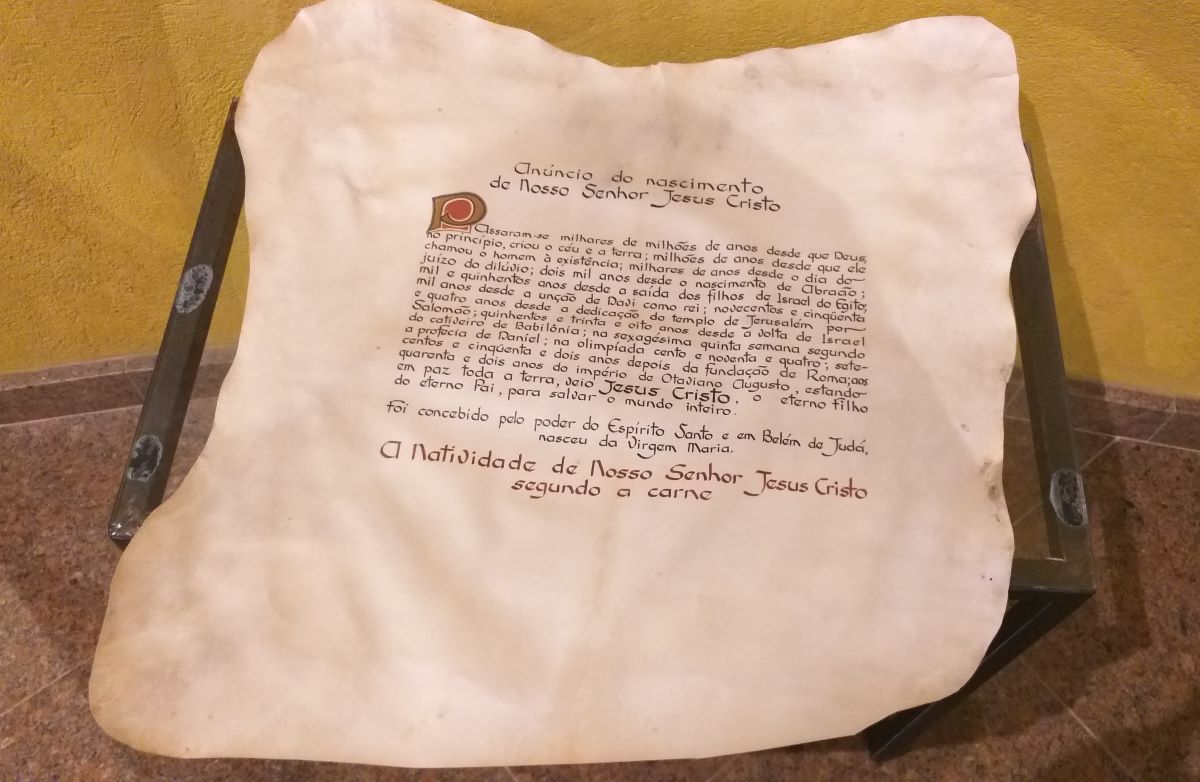 Anúncio do nascimento
de Nosso Senhor Jesus Cristo
PAssaram-se milhares de milhões de anos desde que Deus,
no princípio, criou o céu e a terra; milhões de anos desde que ele
chamou o homem à existência; milhares de anos desde o dia do
juízo do dilúvio; dois mil anos desde o nascimento de Abraão;
mil e quinhentos anos desde a saída dos filhos de Israel do Egito;
mil anos desde a unção de Davi como rei; novecentos e cinqüenta
e quatro anos desde a dedicação do templo de Jerusalém por
Salomão; quinhentos e trinta e oito anos desde a volta de Israel
do cativeiro de Babilônia; na sexagésima quinta semana segundo
a profecia de Daniel; na olimpíada cento e noventa e quatro; sete-
centos e cinqüenta e dois anos depois da fundação de Roma; aos
quarenta e dois anos do império de Otaviano Augusto, estando
em paz toda a terra, veio Jesus Cristo, o eterno filho
do eterno Pai, para salvar o mundo inteiro.
Foi concebido pelo poder do Espírito Santo e em Belém de Judá,
nasceu da Virgem Maria.
A Natividade de Nosso Senhor Jesus Cristo
segundo a carne